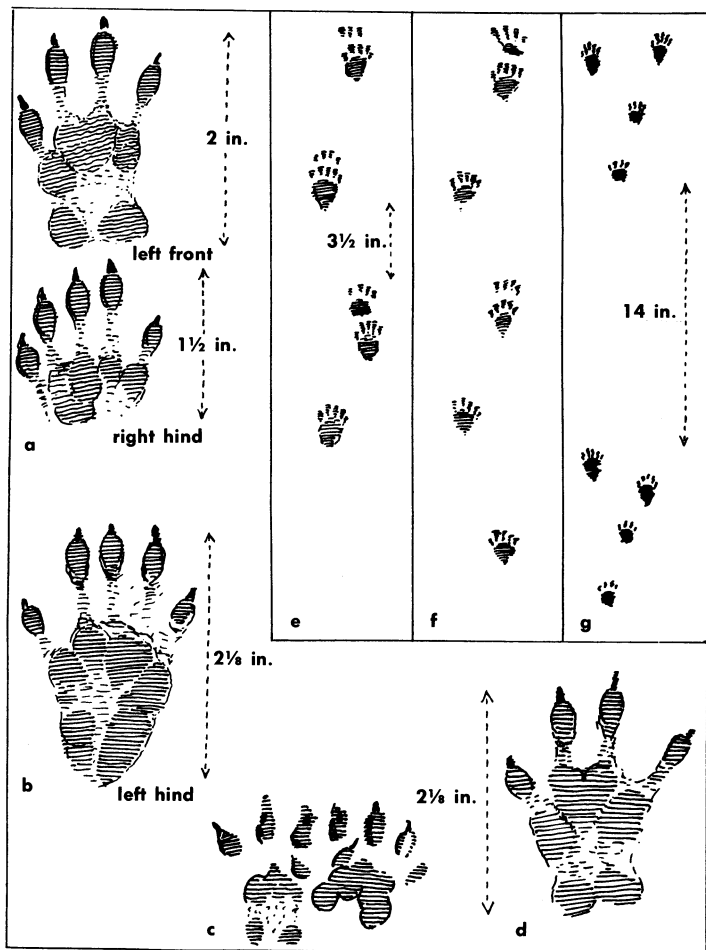 2 in.
left front
1½ in.
right hind
a
2⅛ in.
left hind
b
c
2⅛ in.
d
3½ in.
e
f
14 in.
g